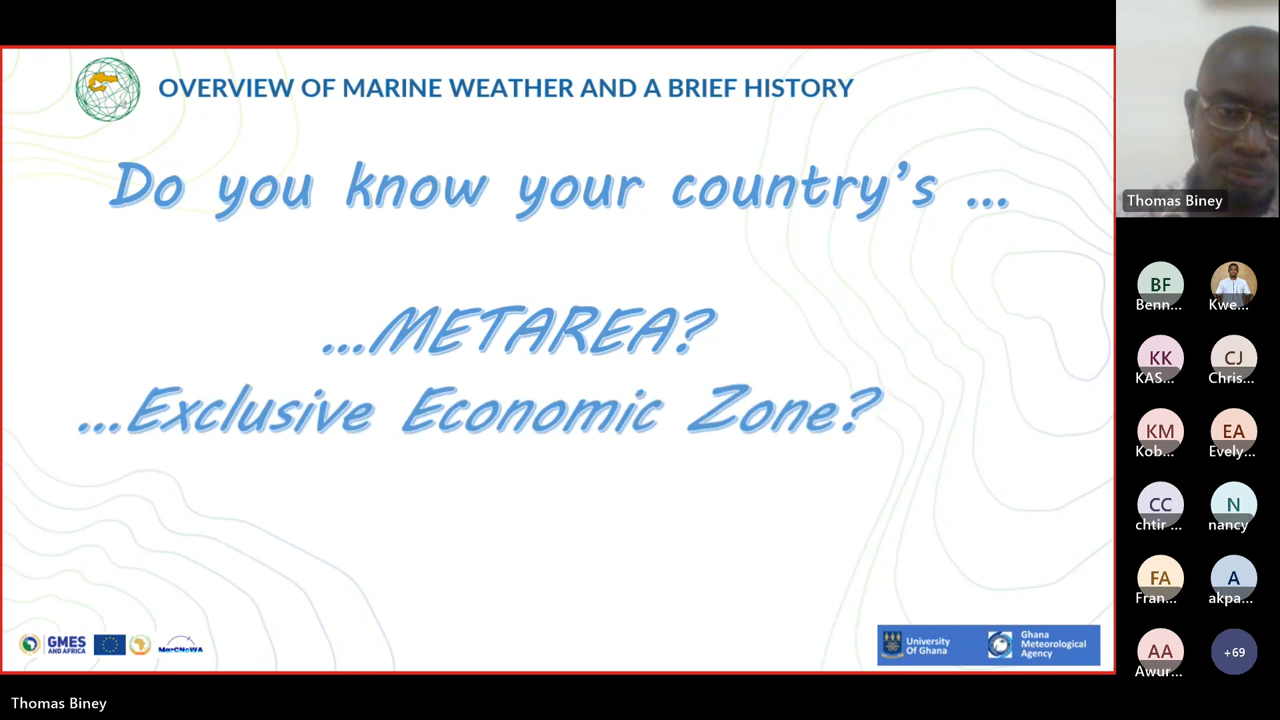 OVERVIEW OF MARINE WEATHER AND A BRIEF HISTORY
Do you know your country's ...
...METAREA?
...Exclusive Economic Zone?
GMES
AND AFRICA
MarCNoWA
University
Of Ghana
Ghana
Meteorological
Agency
Thomas Biney
BF
Benn...
Kwe...
KK
KAS...
CJ
Chris...
KM
Kob...
EA
Evely...
CC
chtir ...
N
nancy
FA
Fran...
A
akpa...
AA
Awur...
+69
Thomas Biney